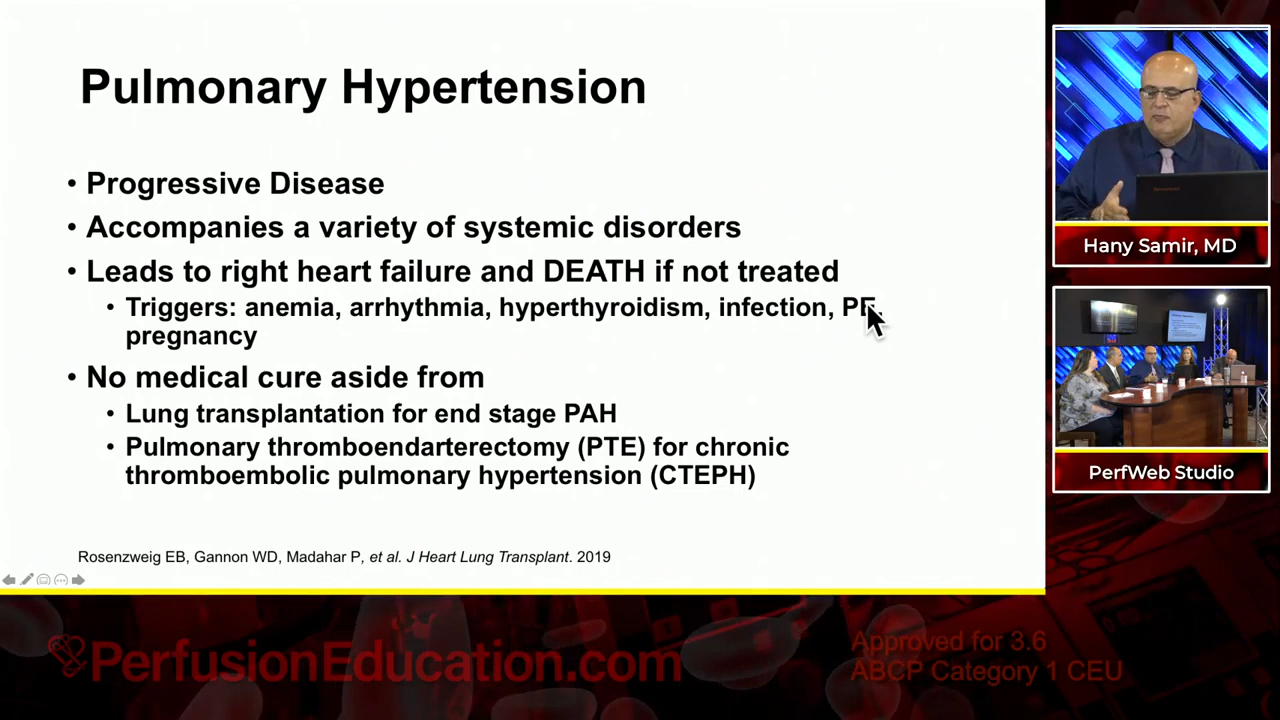 Pulmonary Hypertension
• Progressive Disease
• Accompanies a variety of systemic disorders
• Leads to right heart failure and DEATH if not treated
• Triggers: anemia, arrhythmia, hyperthyroidism, infection, PE,
pregnancy
• No medical cure aside from
• Lung transplantation for end stage PAH
• Pulmonary thromboendarterectomy (PTE) for chronic
thromboembolic pulmonary hypertension (CTEPH)
Rosenzweig EB, Gannon WD, Madahar P, et al. J Heart Lung Transplant. 2019
Hany Samir, MD
PerfWeb Studio
PerfusionEducation.com
Approved for 3.6
ABCP Category 1 CEU